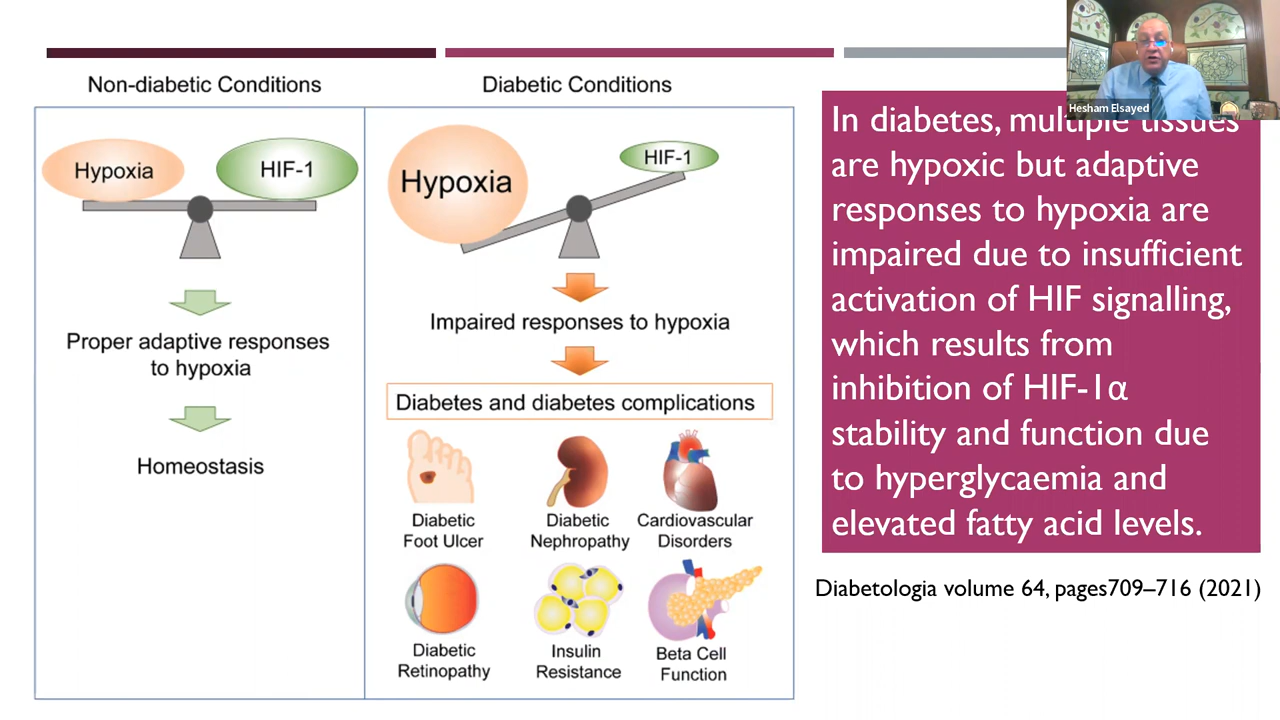 Non-diabetic Conditions
Diabetic Conditions
Hypoxia
HIF-1
Hypoxia
HIF-1
Proper adaptive responses
to hypoxia
Homeostasis
Impaired responses to hypoxia
Diabetes and diabetes complications
Diabetic
Foot Ulcer
Diabetic
Nephropathy
Cardiovascular
Disorders
Diabetic
Retinopathy
Insulin
Resistance
Beta Cell
Function
Hesham Elsayed
In diabetes, multiple tissues
are hypoxic but adaptive
responses to hypoxia are
impaired due to insufficient
activation of HIF signalling,
which results from
inhibition of HIF-1α
stability and function due
to hyperglycaemia and
elevated fatty acid levels.
Diabetologia volume 64, pages709–716 (2021)